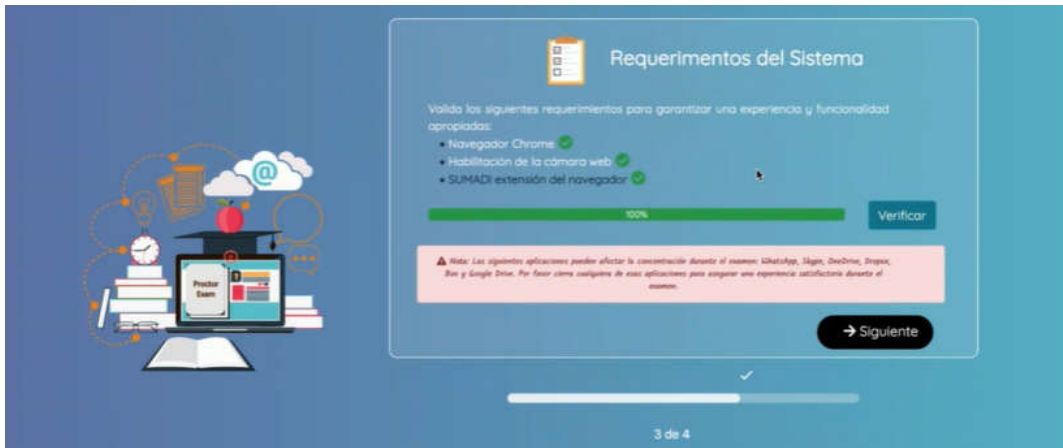 Requerimentos del Sistema
Valida los siguientes requerimientos para garantizar una experiencia y funcionalidad
apropiadas:
• Navegador Chrome
• Habilitación de la cámara web
• SUMADI extensión del navegador
100%
Verificar
Nota: Las siguientes aplicaciones pueden afectar la concentración durante el examen: WhatsApp, Skype, OneDrive, Dropox,
Box y Google Drive. Por favor cierra cualquiera de esas aplicaciones para asegurar una experiencia satisfactoria durante el
examen.
→ Siguiente
3 de 4
@
Proctor
Exam